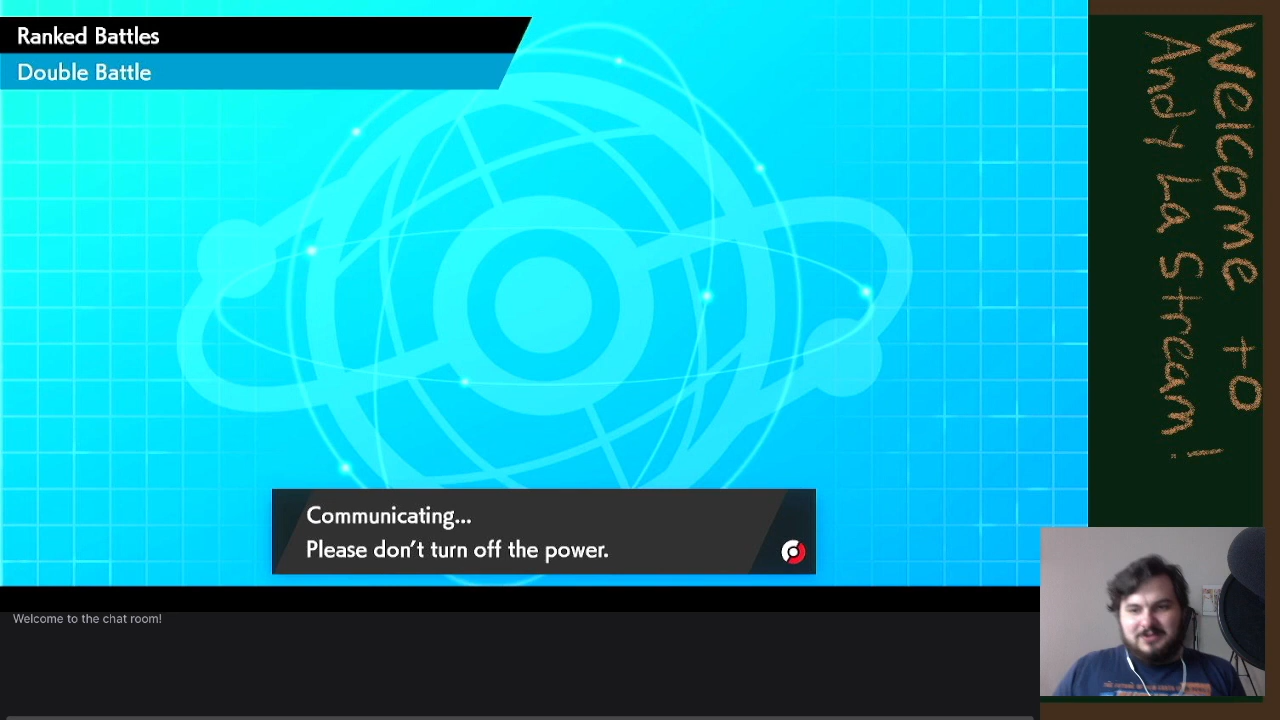 Ranked Battles
Double Battle
Communicating...
Please don't turn off the power.
Welcome to the chat room!
Welcome to
Andy La Stream!